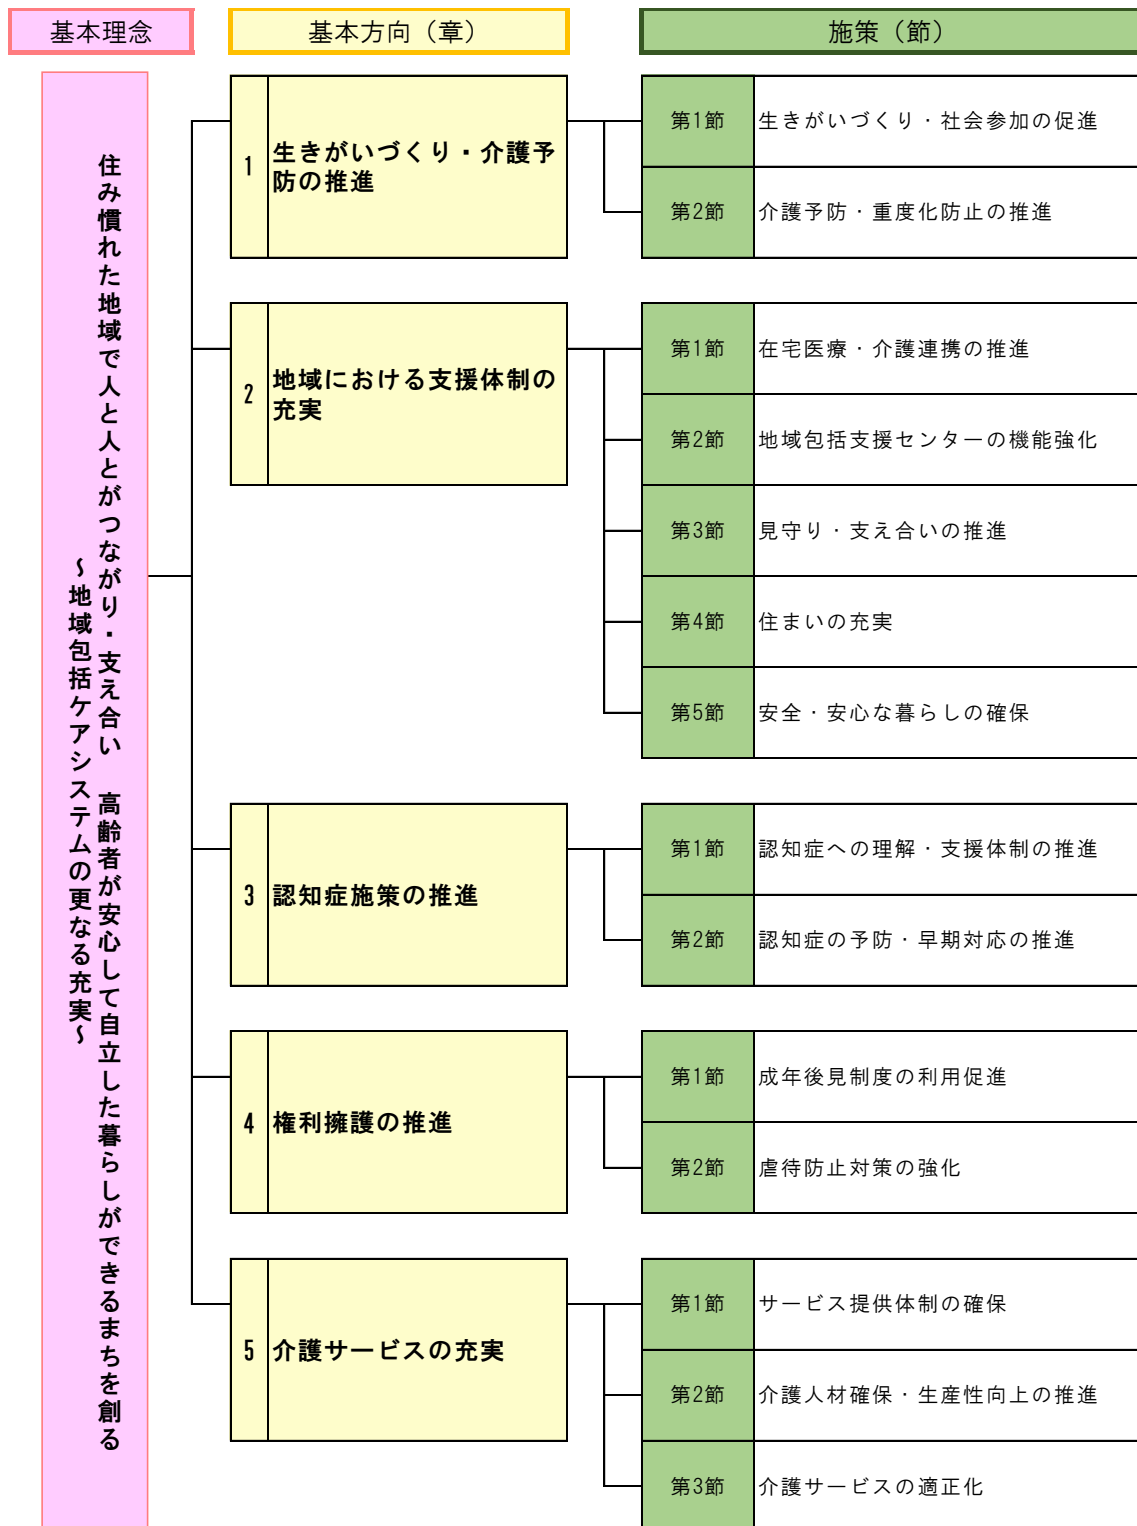 基本理念
基本方向（章）
施策（節）
住み慣れた地域で人と人とがつながり・支え合い　高齢者が安心して自立した暮らしができるまちを創る
～地域包括ケアシステムの更なる充実～
1
生きがいづくり・介護予
防の推進
第1節
生きがいづくり・社会参加の促進
第2節
介護予防・重度化防止の推進
2
地域における支援体制の
充実
第1節
在宅医療・介護連携の推進
第2節
地域包括支援センターの機能強化
第3節
見守り・支え合いの推進
第4節
住まいの充実
第5節
安全・安心な暮らしの確保
3
認知症施策の推進
第1節
認知症への理解・支援体制の推進
第2節
認知症の予防・早期対応の推進
4
権利擁護の推進
第1節
成年後見制度の利用促進
第2節
虐待防止対策の強化
5
介護サービスの充実
第1節
サービス提供体制の確保
第2節
介護人材確保・生産性向上の推進
第3節
介護サービスの適正化